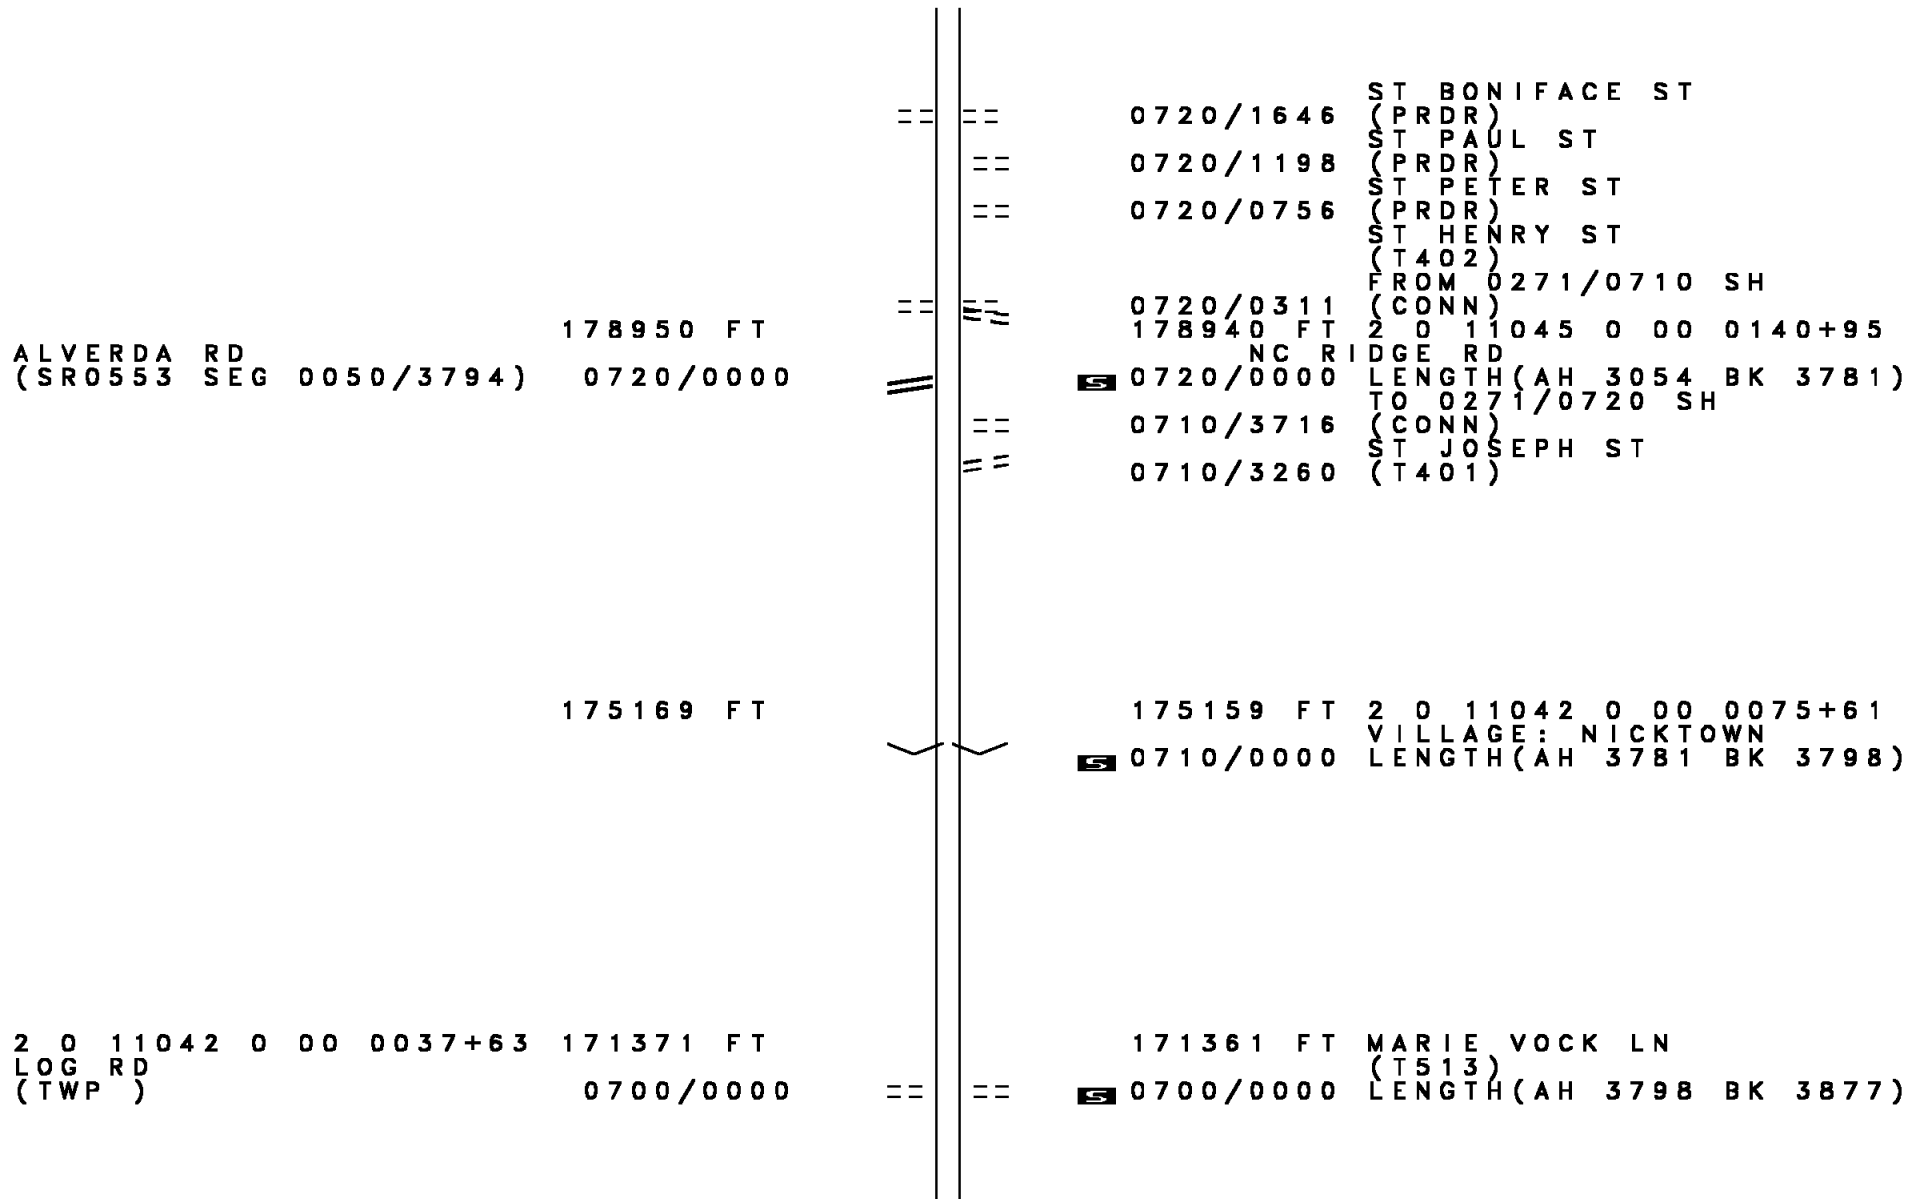 ST BONIFACE ST
0720/1646 (PRDR)
ST PAUL ST
0720/1198 (PRDR)
ST PETER ST
0720/0756 (PRDR)
ST HENRY ST
(T402)
FROM 0271/0710 SH
0720/0311 (CONN)
178950 FT 178940 FT 2 0 11045 0 00 0140+95
ALVERDA RD NC RIDGE RD
(SR0553 SEG 0050/3794) 0720/0000 S 0720/0000 LENGTH(AH 3054 BK 3781)
TO 0271/0720 SH
0710/3716 (CONN)
ST JOSEPH ST
0710/3260 (T401)
175169 FT 175159 FT 2 0 11042 0 00 0075+61
VILLAGE: NICKTOWN
S 0710/0000 LENGTH(AH 3781 BK 3798)
2 0 11042 0 00 0037+63 171371 FT 171361 FT MARIE VOCK LN
LOG RD (T513)
(TWP ) 0700/0000 S 0700/0000 LENGTH(AH 3798 BK 3877)